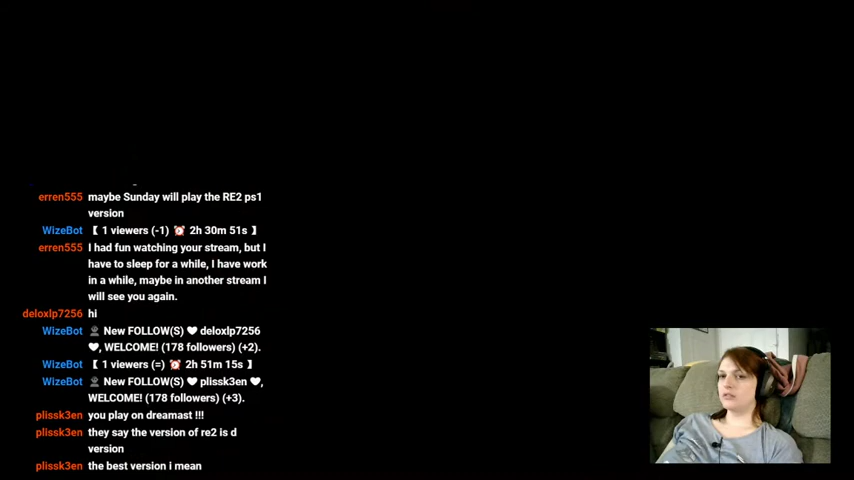 erren555 maybe Sunday will play the RE2 ps1
version
WizeBot 【 1 viewers (-1) ⏰ 2h 30m 51s 】
erren555 I had fun watching your stream, but I
have to sleep for a while, I have work
in a while, maybe in another stream I
will see you again.
deloxlp7256 hi
WizeBot 👤 New FOLLOW(S) ♥ deloxlp7256
♥, WELCOME! (178 followers) (+2).
WizeBot 【 1 viewers (=) ⏰ 2h 51m 15s 】
WizeBot 👤 New FOLLOW(S) ♥ plissk3en ♥,
WELCOME! (178 followers) (+3).
plissk3en you play on dreamast !!!
plissk3en they say the version of re2 is d
version
plissk3en the best version i mean